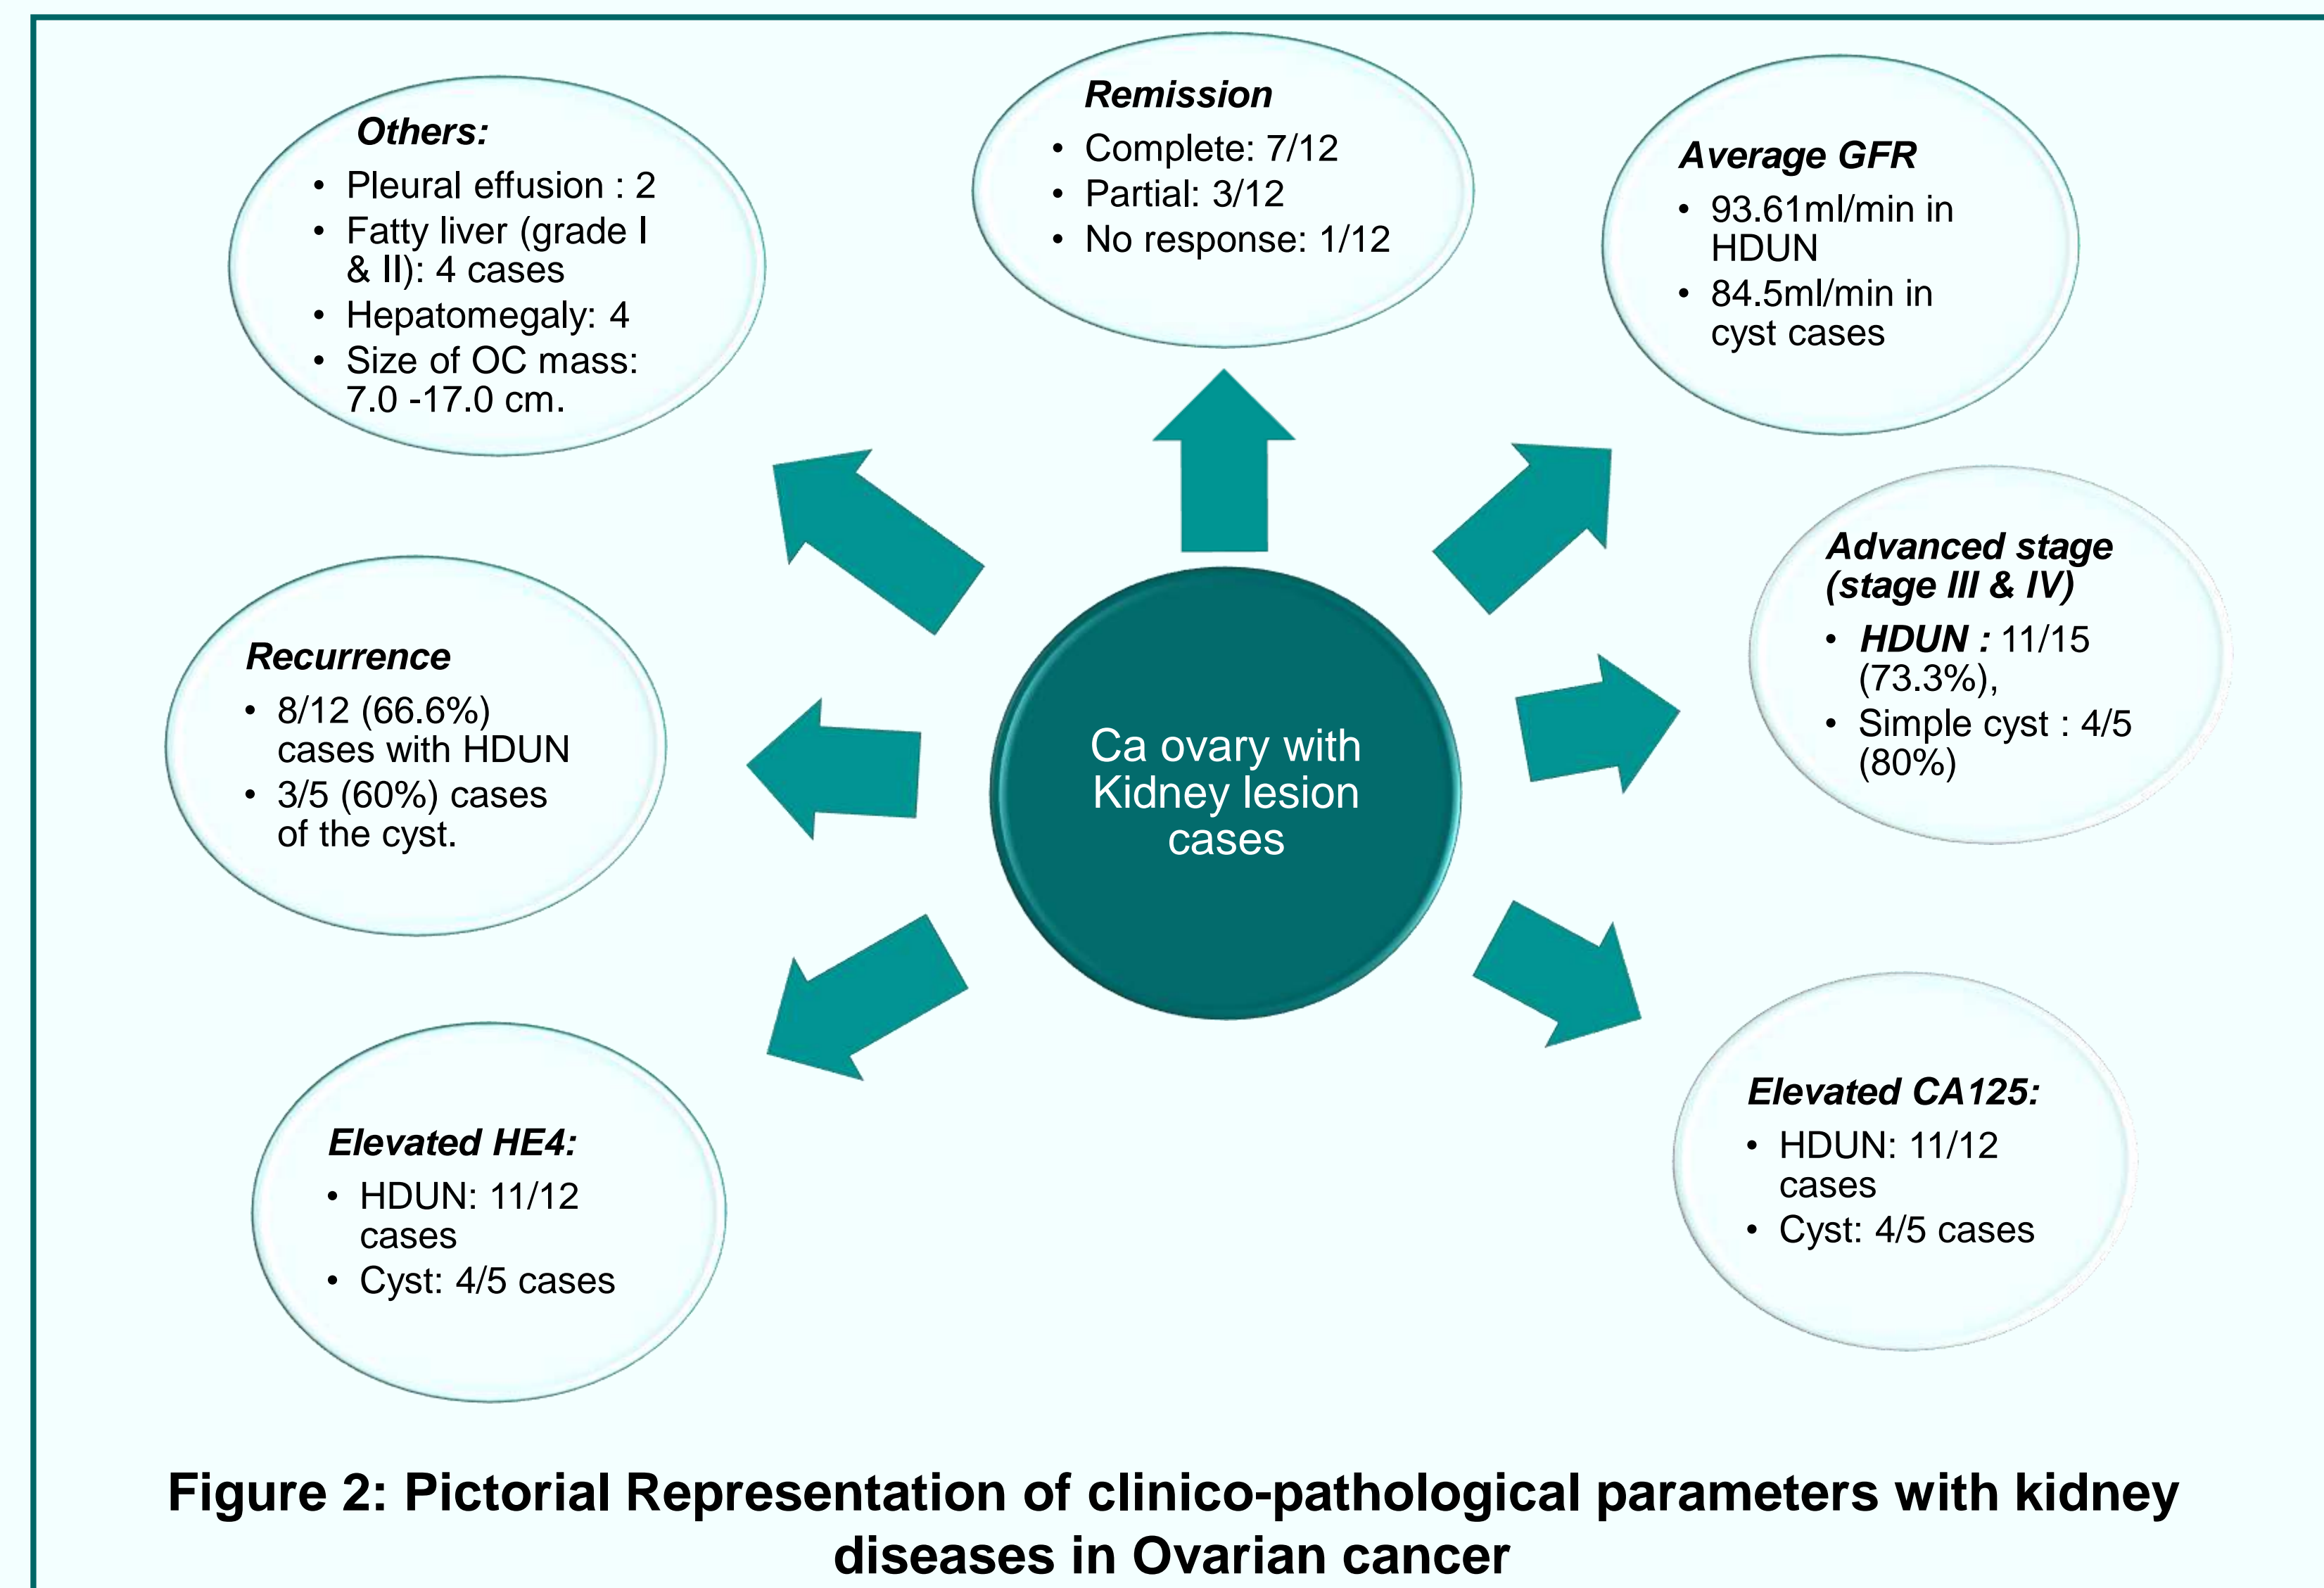 Others:
• Pleural effusion : 2
• Fatty liver (grade I
& II): 4 cases
• Hepatomegaly: 4
• Size of OC mass:
7.0 -17.0 cm.
Remission
• Complete: 7/12
• Partial: 3/12
• No response: 1/12
Average GFR
• 93.61ml/min in
HDUN
• 84.5ml/min in
cyst cases
Recurrence
• 8/12 (66.6%)
cases with HDUN
• 3/5 (60%) cases
of the cyst.
Ca ovary with
Kidney lesion
cases
Advanced stage
(stage III & IV)
• HDUN : 11/15
(73.3%),
• Simple cyst : 4/5
(80%)
Elevated HE4:
• HDUN: 11/12
cases
• Cyst: 4/5 cases
Elevated CA125:
• HDUN: 11/12
cases
• Cyst: 4/5 cases
Figure 2: Pictorial Representation of clinico-pathological parameters with kidney
diseases in Ovarian cancer